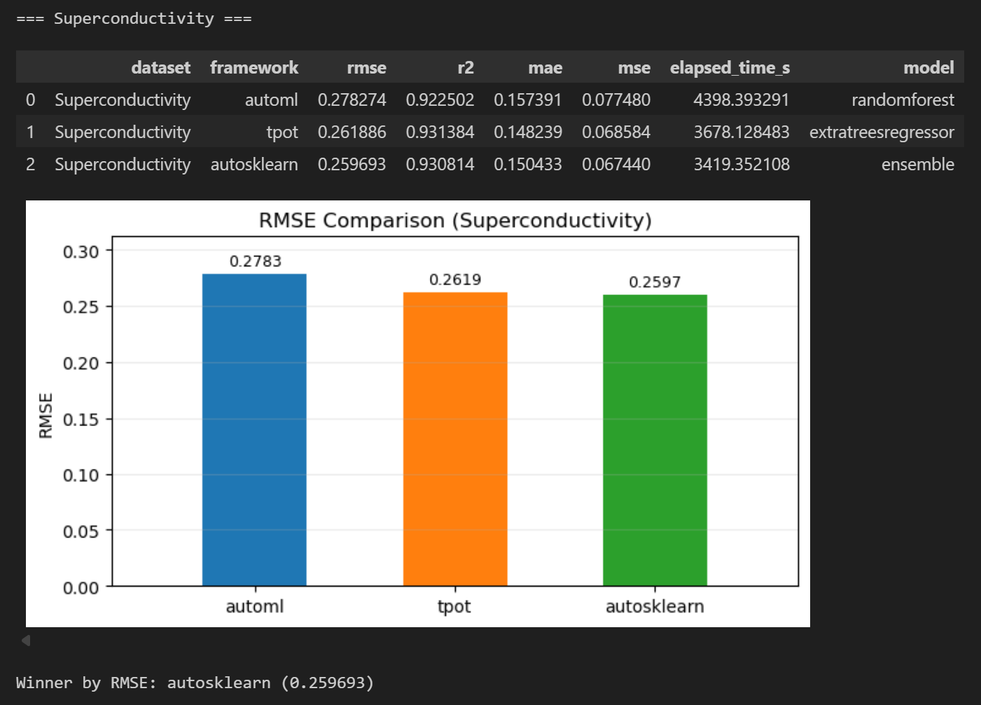 === Superconductivity ===
dataset framework rmse r2 mae mse elapsed_time_s model
0 Superconductivity automl 0.278274 0.922502 0.157391 0.077480 4398.393291 randomforest
1 Superconductivity tpot 0.261886 0.931384 0.148239 0.068584 3678.128483 extratreesregressor
2 Superconductivity autosklearn 0.259693 0.930814 0.150433 0.067440 3419.352108 ensemble
RMSE Comparison (Superconductivity)
0.30
0.25
0.20
0.15
0.10
0.05
0.00
RMSE
0.2783
0.2619
0.2597
automl tpot autosklearn
Winner by RMSE: autosklearn (0.259693)